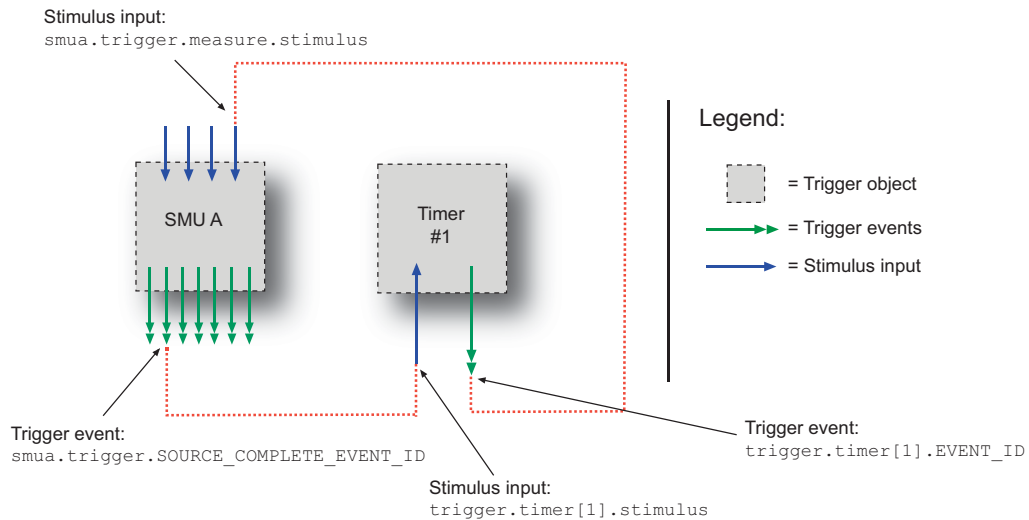 Stimulus input:
smua.trigger.measure.stimulus
Legend:
SMU A
Timer
#1
= Trigger object
= Trigger events
= Stimulus input
Trigger event:
smua.trigger.SOURCE_COMPLETE_EVENT_ID
Stimulus input:
trigger.timer[1].stimulus
Trigger event:
trigger.timer[1].EVENT_ID